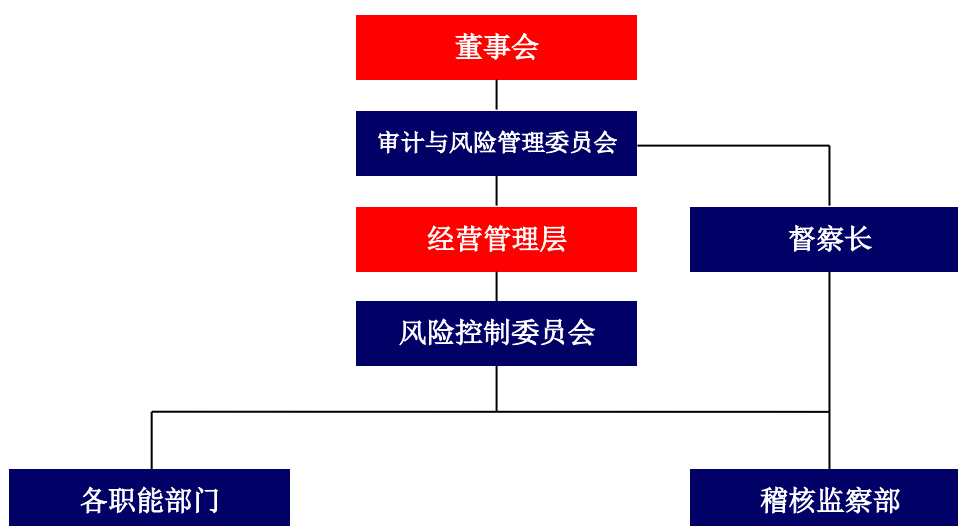 董事会
审计与风险管理委员会
经营管理层
督察长
风险控制委员会
各职能部门
稽核监察部